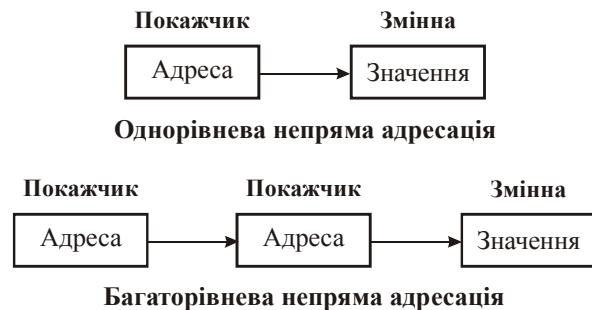 Покажчик Змінна
Адреса Значення
Однорівнева непряма адресація
Покажчик Покажчик Змінна
Адреса Адреса Значення
Багаторівнева непряма адресація